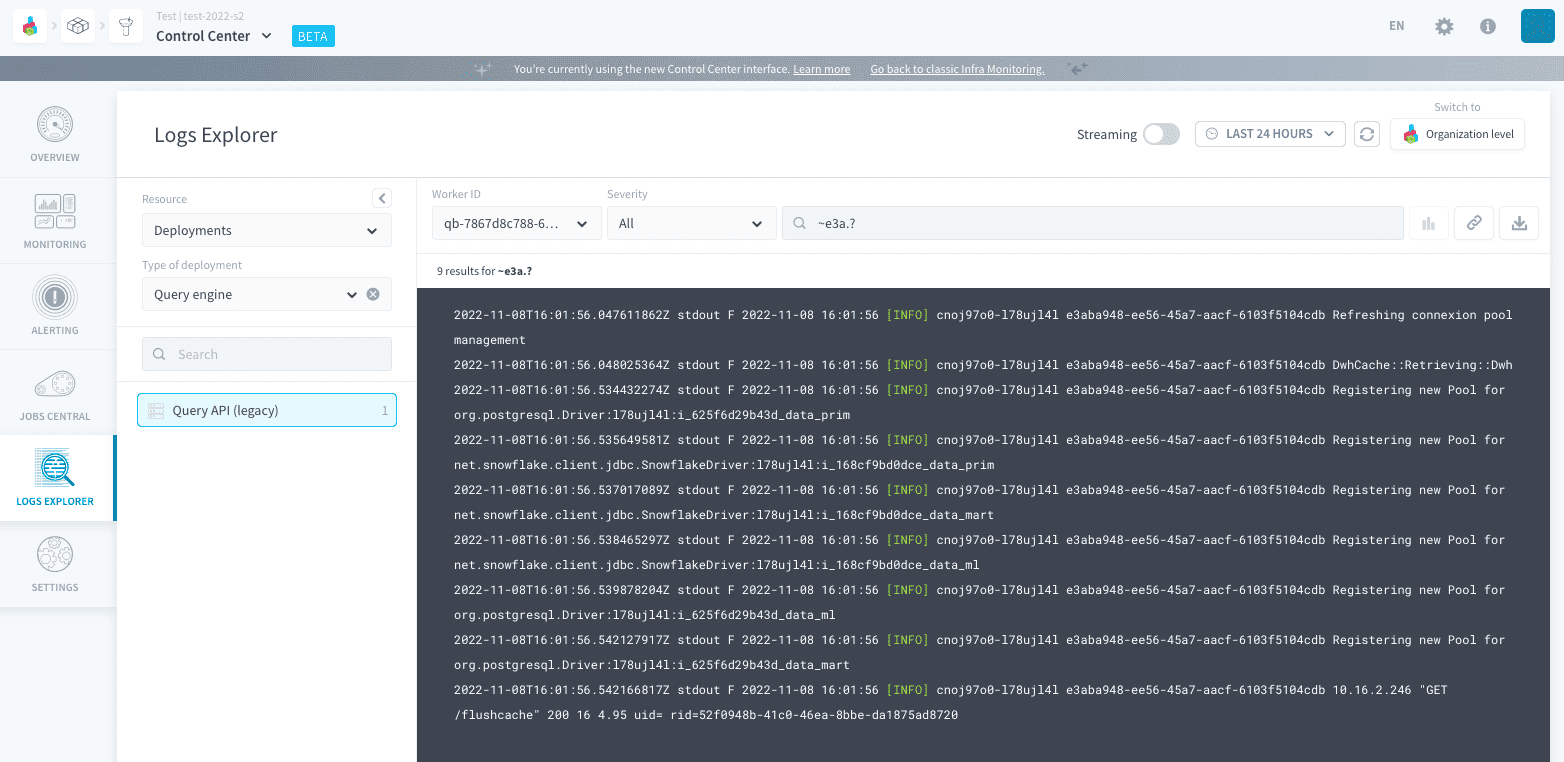 Test | test-2022-s2
Control Center
BETA
EN
You're currently using the new Control Center interface. Learn more Go back to classic Infra Monitoring.
OVERVIEW
MONITORING
ALERTING
JOBS CENTRAL
LOGS EXPLORER
SETTINGS
Logs Explorer
Streaming
LAST 24 HOURS
Switch to
Organization level
Resource
Deployments
Type of deployment
Query engine
Search
Query API (legacy) 1
Worker ID
qb-7867d8c788-6...
Severity
All
~e3a.?
9 results for ~e3a.?
2022-11-08T16:01:56.047611862Z stdout F 2022-11-08 16:01:56 [INFO] cnoj97o0-l78ujl4l e3aba948-ee56-45a7-aacf-6103f5104cdb Refreshing connexion pool
management
2022-11-08T16:01:56.048025364Z stdout F 2022-11-08 16:01:56 [INFO] cnoj97o0-l78ujl4l e3aba948-ee56-45a7-aacf-6103f5104cdb DwhCache::Retrieving::Dwh
2022-11-08T16:01:56.534432274Z stdout F 2022-11-08 16:01:56 [INFO] cnoj97o0-l78ujl4l e3aba948-ee56-45a7-aacf-6103f5104cdb Registering new Pool for
org.postgresql.Driver:l78ujl4l:i_625f6d29b43d_data_prim
2022-11-08T16:01:56.535649581Z stdout F 2022-11-08 16:01:56 [INFO] cnoj97o0-l78ujl4l e3aba948-ee56-45a7-aacf-6103f5104cdb Registering new Pool for
net.snowflake.client.jdbc.SnowflakeDriver:l78ujl4l:i_168cf9bd0dce_data_prim
2022-11-08T16:01:56.537017089Z stdout F 2022-11-08 16:01:56 [INFO] cnoj97o0-l78ujl4l e3aba948-ee56-45a7-aacf-6103f5104cdb Registering new Pool for
net.snowflake.client.jdbc.SnowflakeDriver:l78ujl4l:i_168cf9bd0dce_data_mart
2022-11-08T16:01:56.538465297Z stdout F 2022-11-08 16:01:56 [INFO] cnoj97o0-l78ujl4l e3aba948-ee56-45a7-aacf-6103f5104cdb Registering new Pool for
net.snowflake.client.jdbc.SnowflakeDriver:l78ujl4l:i_168cf9bd0dce_data_ml
2022-11-08T16:01:56.539878204Z stdout F 2022-11-08 16:01:56 [INFO] cnoj97o0-l78ujl4l e3aba948-ee56-45a7-aacf-6103f5104cdb Registering new Pool for
org.postgresql.Driver:l78ujl4l:i_625f6d29b43d_data_ml
2022-11-08T16:01:56.542127917Z stdout F 2022-11-08 16:01:56 [INFO] cnoj97o0-l78ujl4l e3aba948-ee56-45a7-aacf-6103f5104cdb Registering new Pool for
org.postgresql.Driver:l78ujl4l:i_625f6d29b43d_data_mart
2022-11-08T16:01:56.542166817Z stdout F 2022-11-08 16:01:56 [INFO] cnoj97o0-l78ujl4l e3aba948-ee56-45a7-aacf-6103f5104cdb 10.16.2.246 "GET
/flushcache" 200 16 4.95 uid= rid=52f0948b-41c0-46ea-8bbe-da1875ad8720